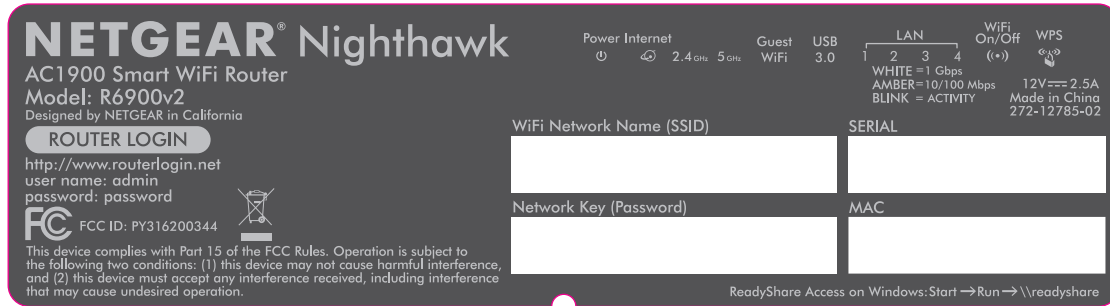 NETGEAR® Nighthawk
AC1900 Smart WiFi Router
Model: R6900v2
Designed by NETGEAR in California
ROUTER LOGIN
http://www.routerlogin.net
user name: admin
password: password
FC FCC ID: PY316200344
This device complies with Part 15 of the FCC Rules. Operation is subject to
the following two conditions: (1) this device may not cause harmful interference,
and (2) this device must accept any interference received, including interference
that may cause undesired operation.
Power Internet
2.4 GHz 5 GHz
Guest
WiFi
USB
3.0
LAN
1 2 3 4
WiFi
On/Off
((•))
WPS
WHITE =1 Gbps
AMBER=10/100 Mbps
BLINK = ACTIVITY
12V⎓2.5A
Made in China
272-12785-02
WiFi Network Name (SSID)
SERIAL
Network Key (Password)
MAC
ReadyShare Access on Windows:Start →Run→ \\readyshare